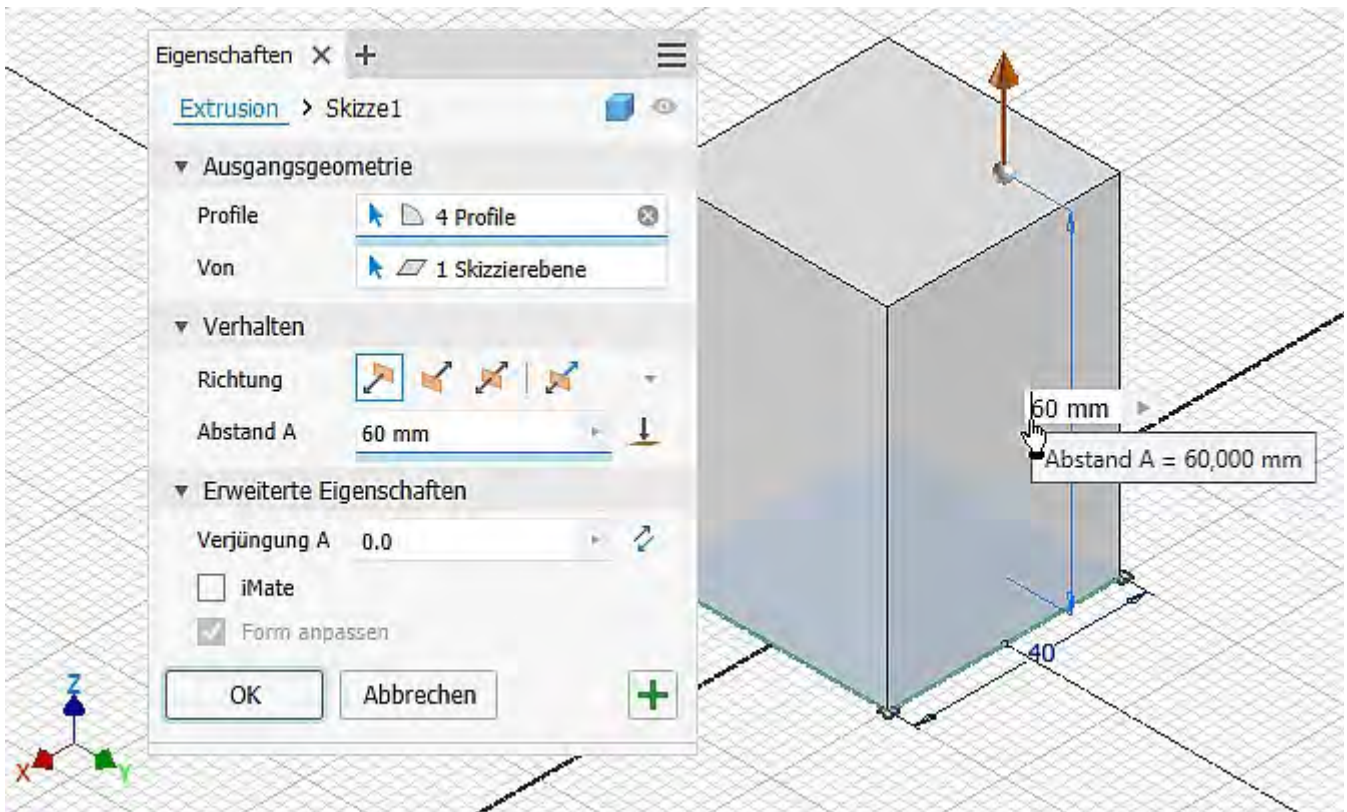 Eigenschaften
Extrusion > Skizze1
Ausgangsgeometrie
Profile 4 Profile
Von 1 Skizzierebene
Verhalten
Richtung
Abstand A 60 mm
Erweiterte Eigenschaften
Verjüngung A 0.0
iMate
Form anpassen
OK Abbrechen
60 mm
Abstand A = 60,000 mm
40
Z
X
Y